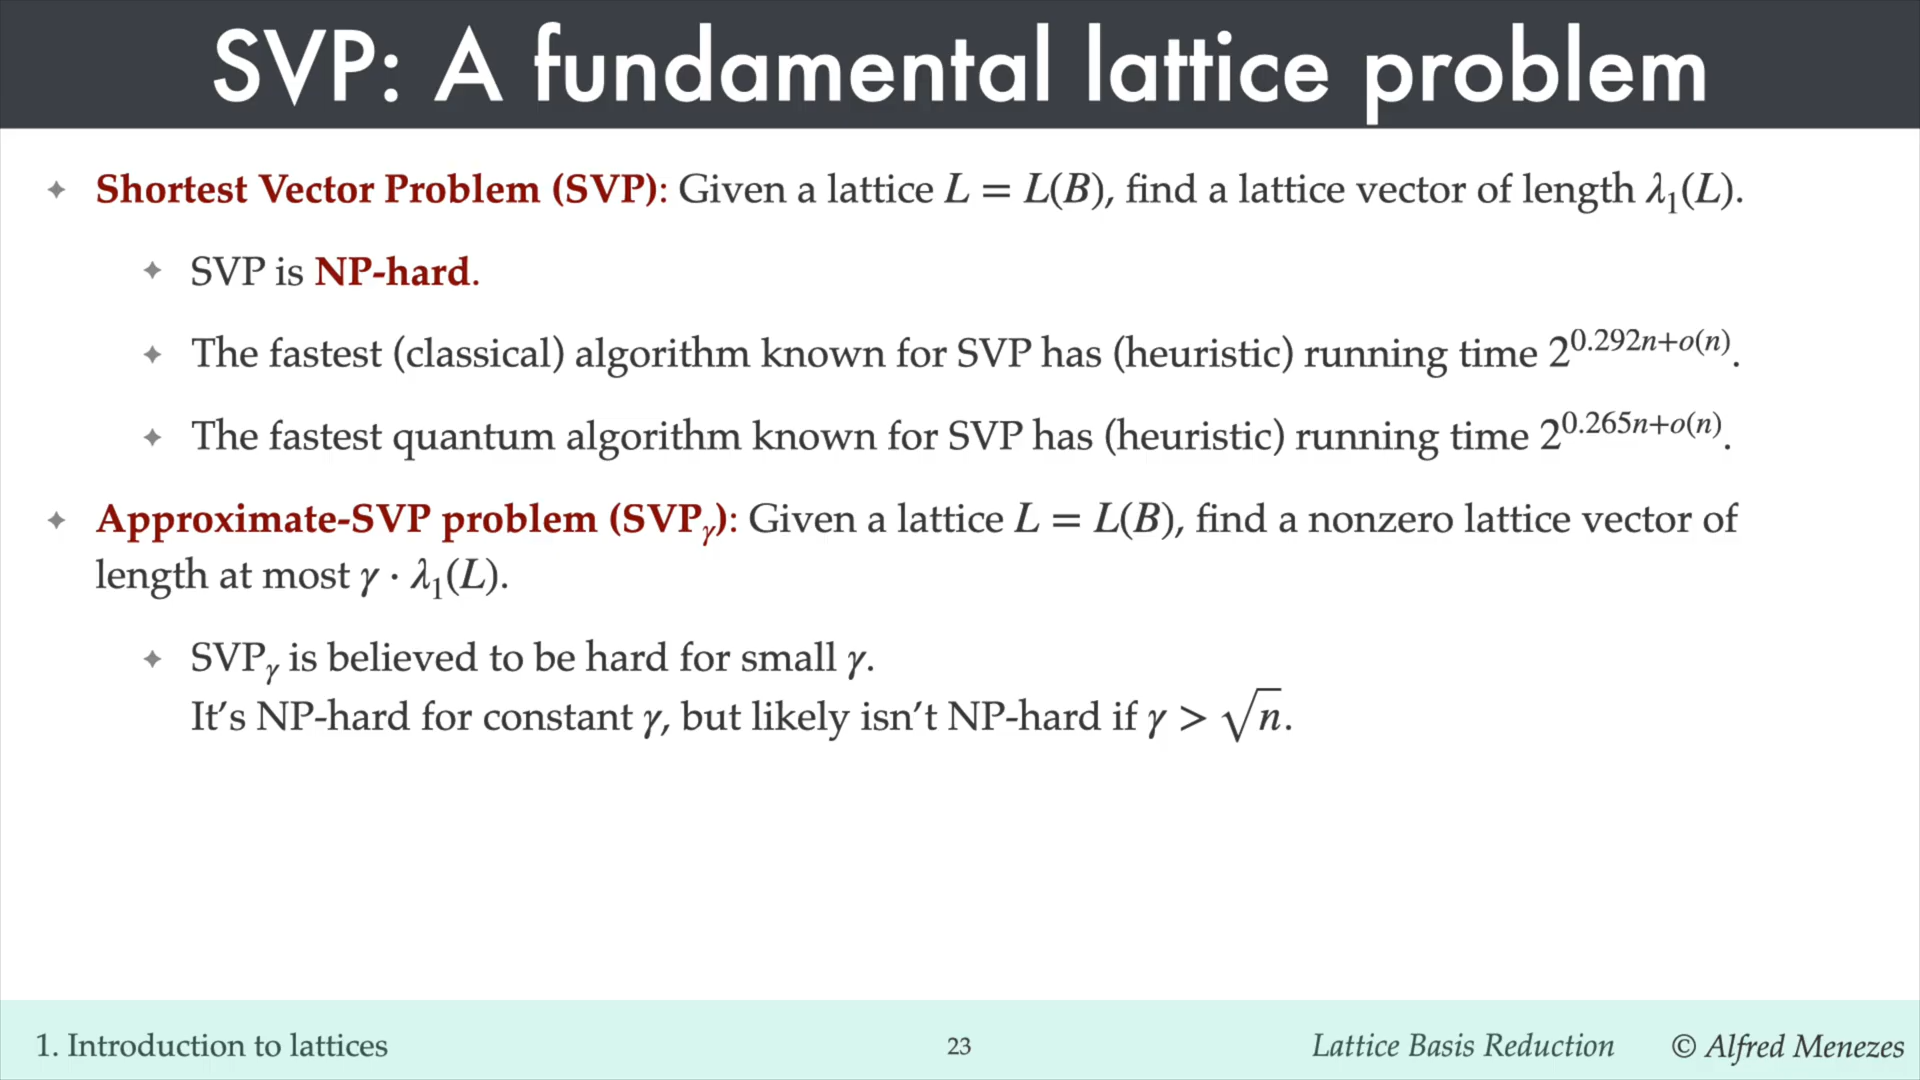 SVP: A fundamental lattice problem
✦ Shortest Vector Problem (SVP): Given a lattice L = L(B), find a lattice vector of length λ₁(L).
✦ SVP is NP-hard.
✦ The fastest (classical) algorithm known for SVP has (heuristic) running time 2^{0.292n+o(n)}.
✦ The fastest quantum algorithm known for SVP has (heuristic) running time 2^{0.265n+o(n)}.
✦ Approximate-SVP problem (SVP_γ): Given a lattice L = L(B), find a nonzero lattice vector of
length at most γ · λ₁(L).
✦ SVP_γ is believed to be hard for small γ.
It’s NP-hard for constant γ, but likely isn’t NP-hard if γ > √n.
1. Introduction to lattices 23 Lattice Basis Reduction © Alfred Menezes